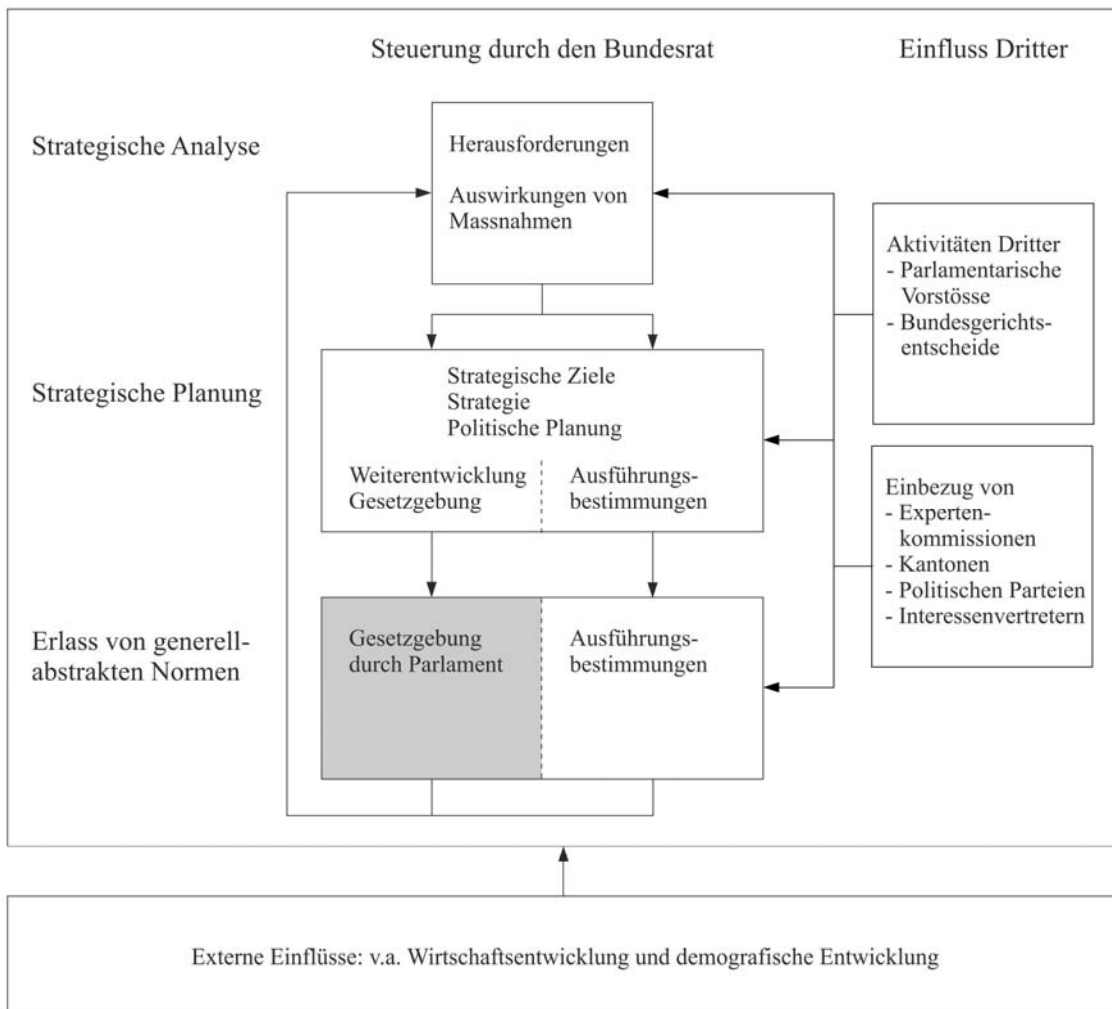 Steuerung durch den Bundesrat
Einfluss Dritter
Strategische Analyse
Herausforderungen
Auswirkungen von
Massnahmen
Aktivitäten Dritter
- Parlamentarische
Vorstösse
- Bundesgerichts-
entscheide
Strategische Planung
Strategische Ziele
Strategie
Politische Planung
Weiterentwicklung
Gesetzgebung
Ausführungs-
bestimmungen
Einbezug von
- Experten-
kommissionen
- Kantonen
- Politischen Parteien
- Interessenvertretern
Erlass von generell-
abstrakten Normen
Gesetzgebung
durch Parlament
Ausführungs-
bestimmungen
Externe Einflüsse: v.a. Wirtschaftsentwicklung und demografische Entwicklung